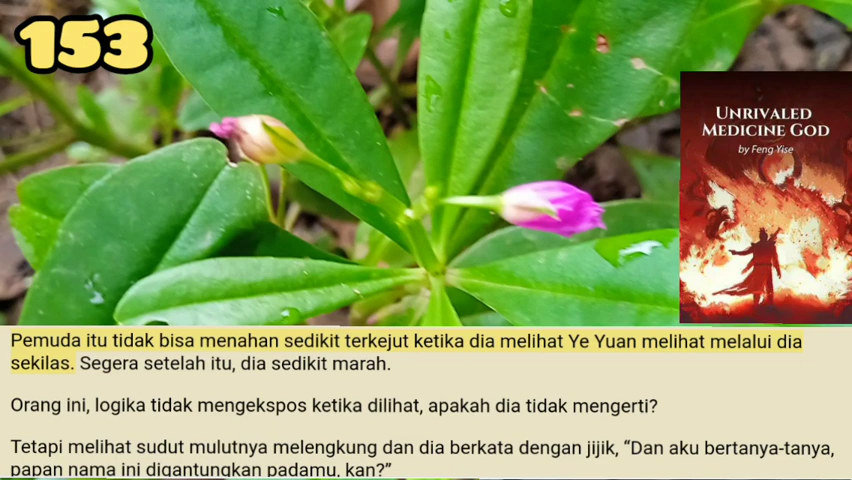 153
UNRIVALED
MEDICINE GOD
by Feng Yise
Pemuda itu tidak bisa menahan sedikit terkejut ketika dia melihat Ye Yuan melihat melalui dia
sekilas. Segera setelah itu, dia sedikit marah.
Orang ini, logika tidak mengekspos ketika dilihat, apakah dia tidak mengerti?
Tetapi melihat sudut mulutnya melengkung dan dia berkata dengan jijik, “Dan aku bertanya-tanya,
papan nama ini digantungkan padamu, kan?”